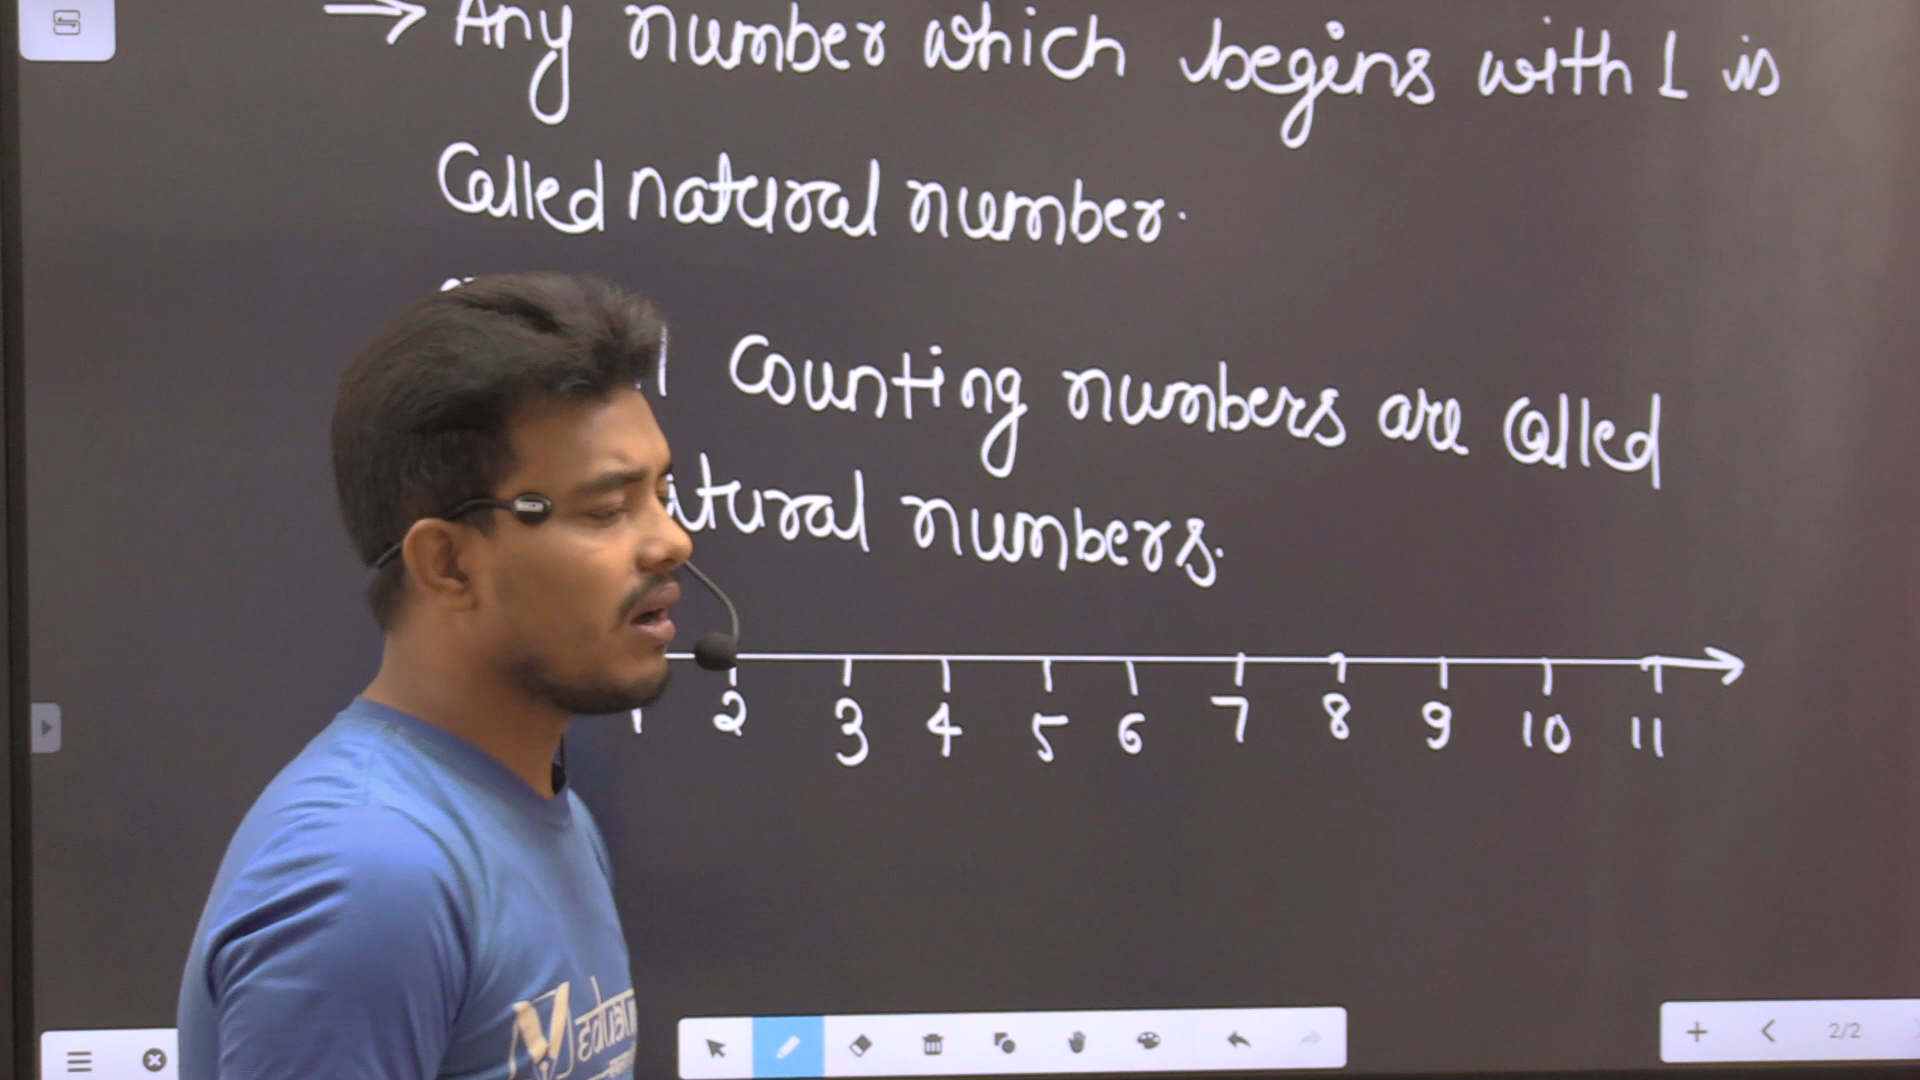 → Any number which begins with 1 is
Called natural number.
Counting numbers are Called
natural numbers.
1 2 3 4 5 6 7 8 9 10 11
2/2